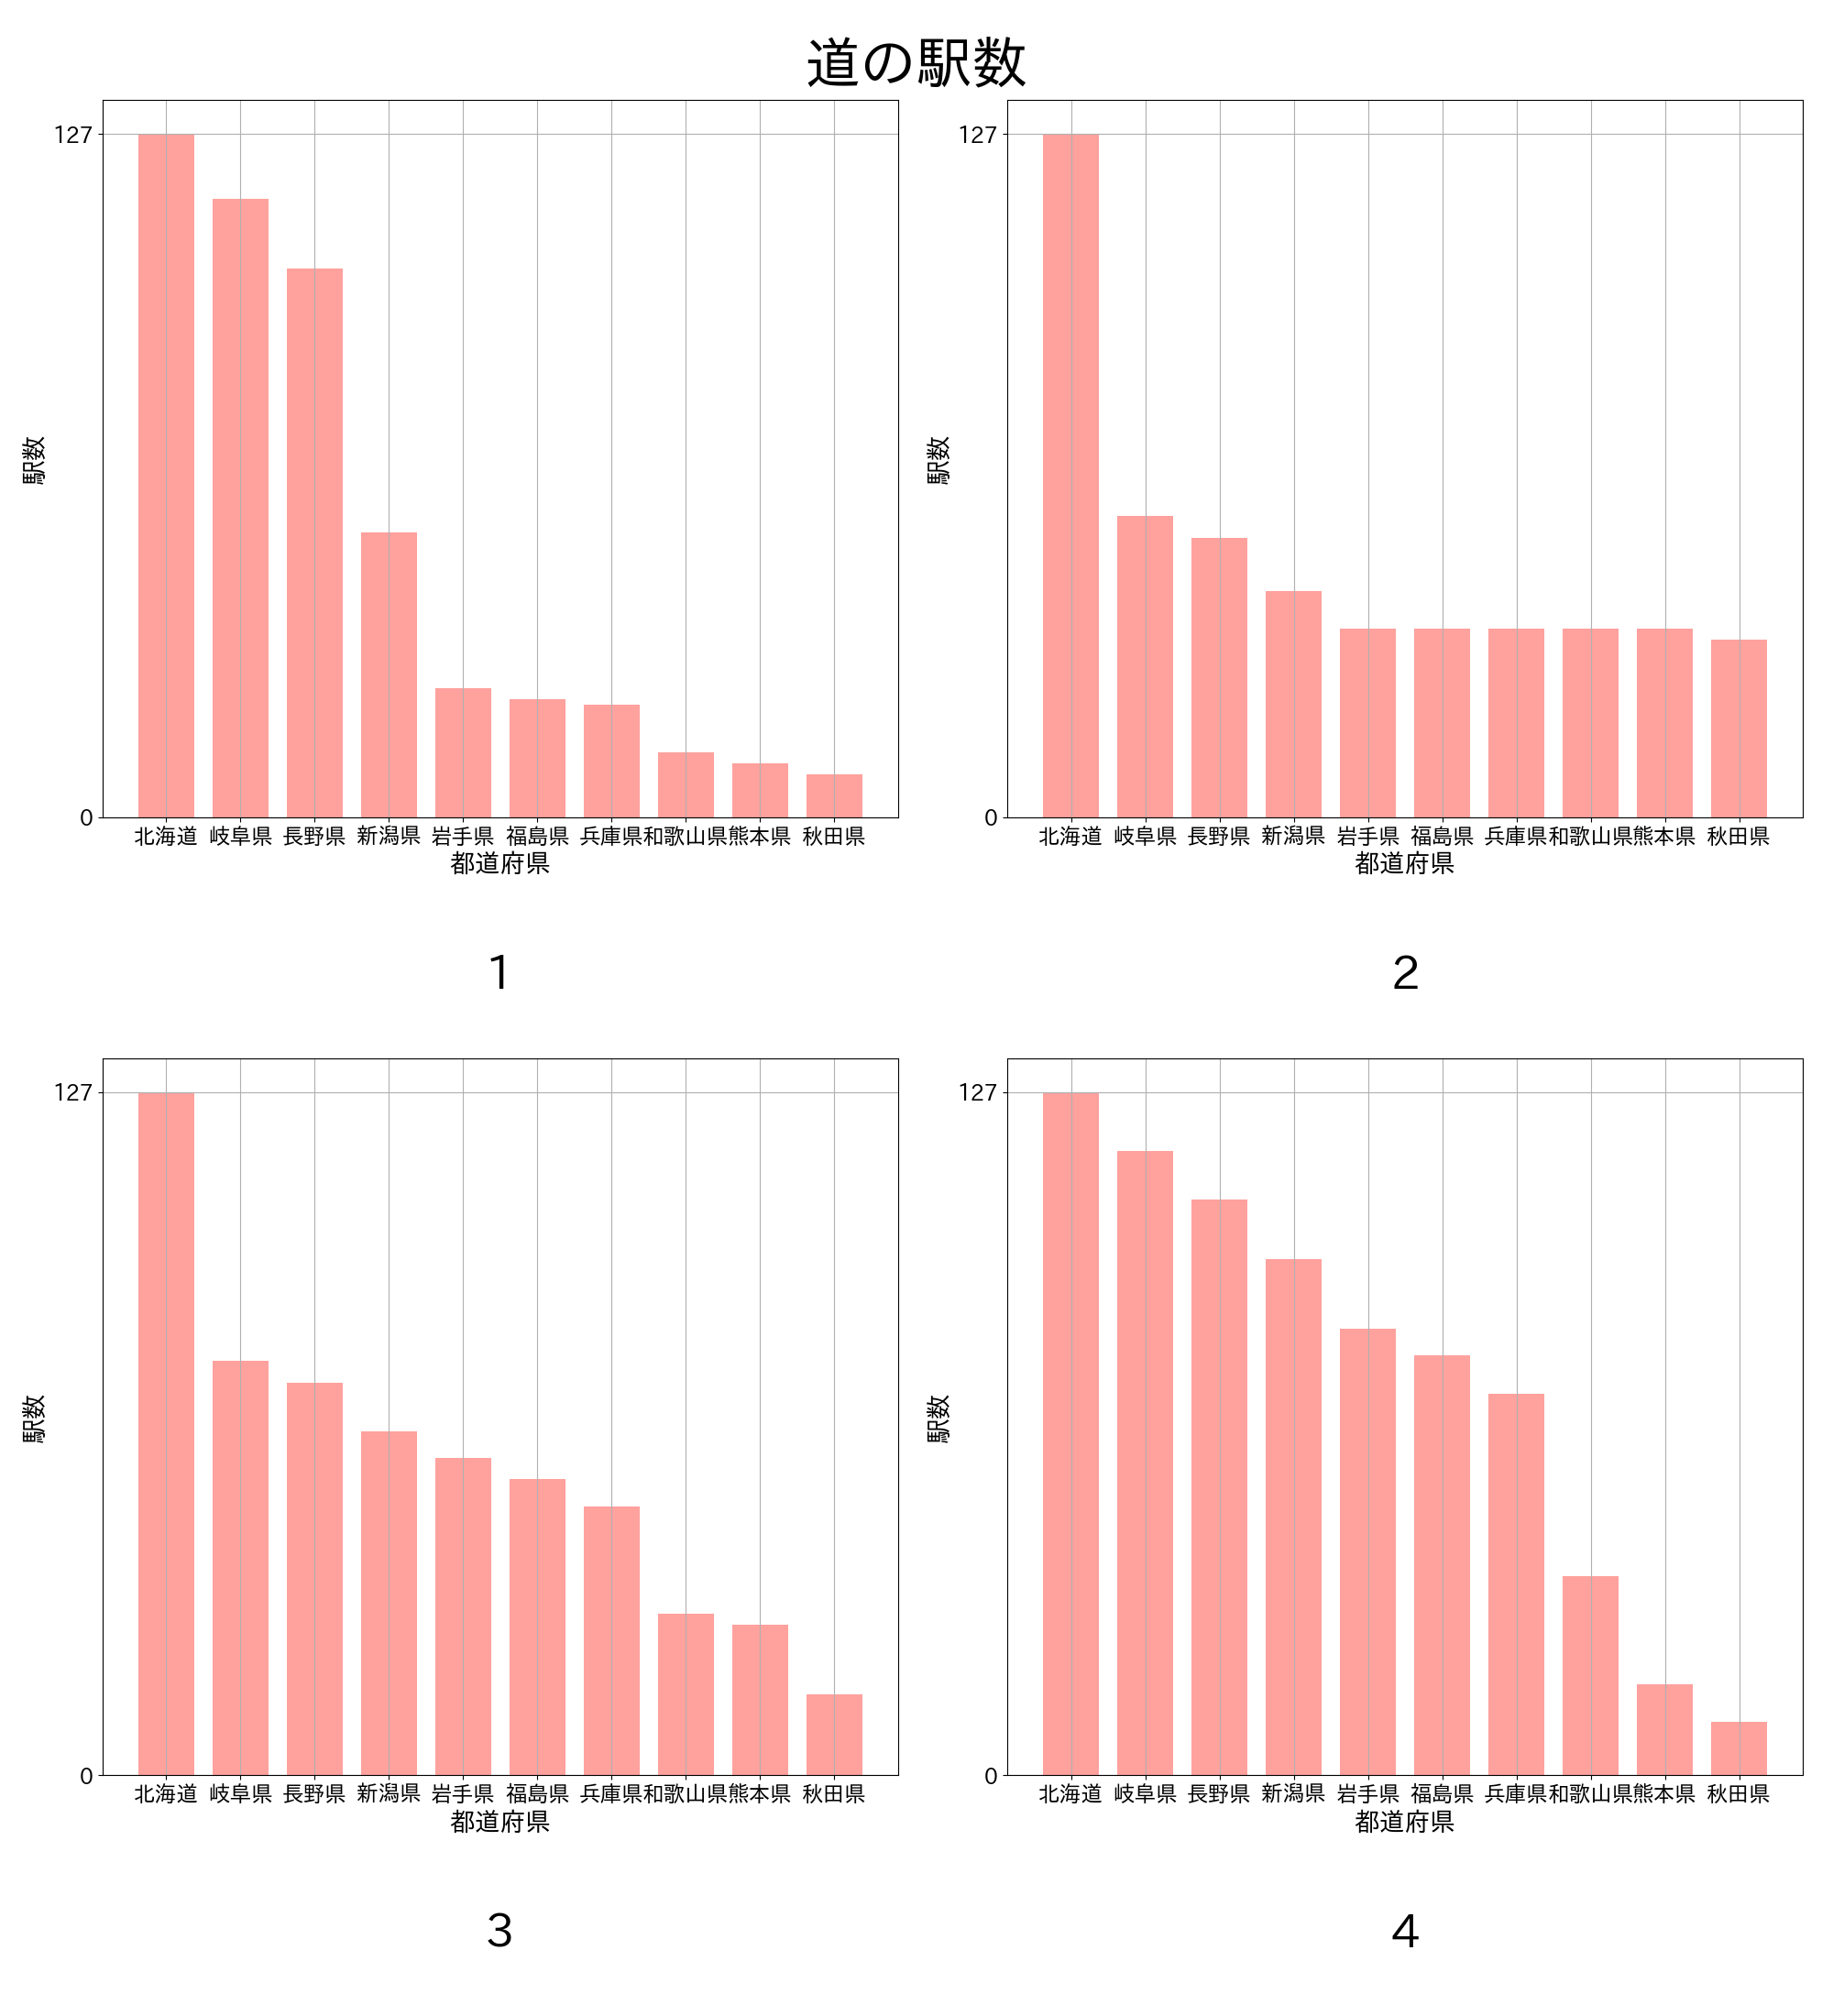 道の駅数
127
0
駅数
北海道 岐阜県 長野県 新潟県 岩手県 福島県 兵庫県 和歌山県 熊本県 秋田県
都道府県
1
127
0
駅数
北海道 岐阜県 長野県 新潟県 岩手県 福島県 兵庫県 和歌山県 熊本県 秋田県
都道府県
2
127
0
駅数
北海道 岐阜県 長野県 新潟県 岩手県 福島県 兵庫県 和歌山県 熊本県 秋田県
都道府県
3
127
0
駅数
北海道 岐阜県 長野県 新潟県 岩手県 福島県 兵庫県 和歌山県 熊本県 秋田県
都道府県
4